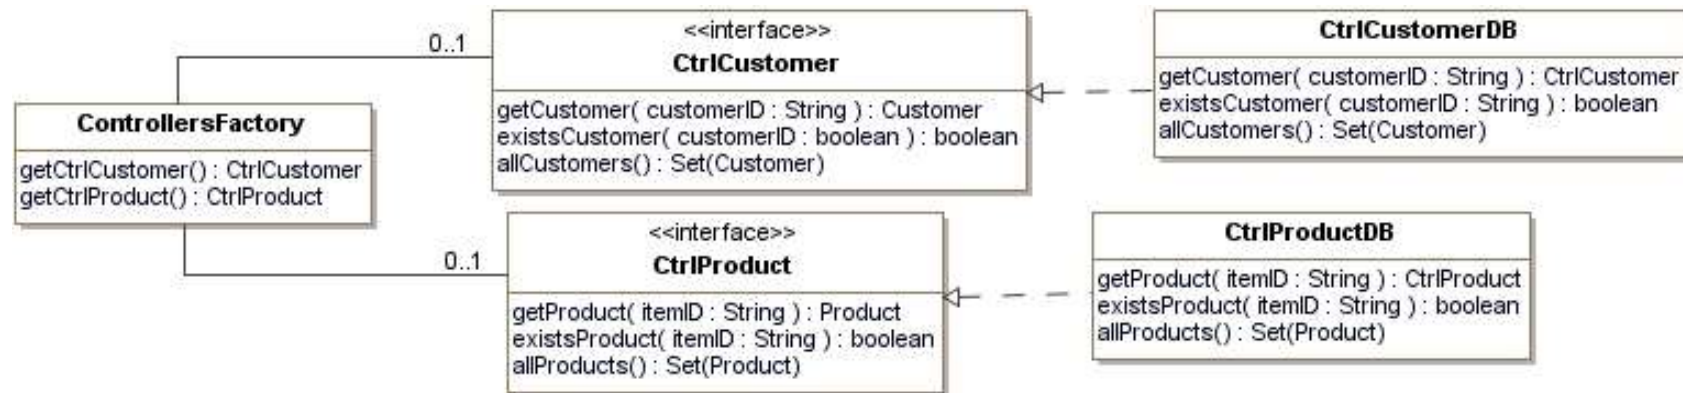 0..1
<<interface>>
CtrlCustomer
getCustomer( customerID : String ) : Customer
existsCustomer( customerID : boolean ) : boolean
allCustomers() : Set(Customer)
CtrlCustomerDB
getCustomer( customerID : String ) : CtrlCustomer
existsCustomer( customerID : String ) : boolean
allCustomers() : Set(Customer)
ControllersFactory
getCtrlCustomer() : CtrlCustomer
getCtrlProduct() : CtrlProduct
0..1
<<interface>>
CtrlProduct
getProduct( itemID : String ) : Product
existsProduct( itemID : String ) : boolean
allProducts() : Set(Product)
CtrlProductDB
getProduct( itemID : String ) : CtrlProduct
existsProduct( itemID : String ) : boolean
allProducts() : Set(Product)